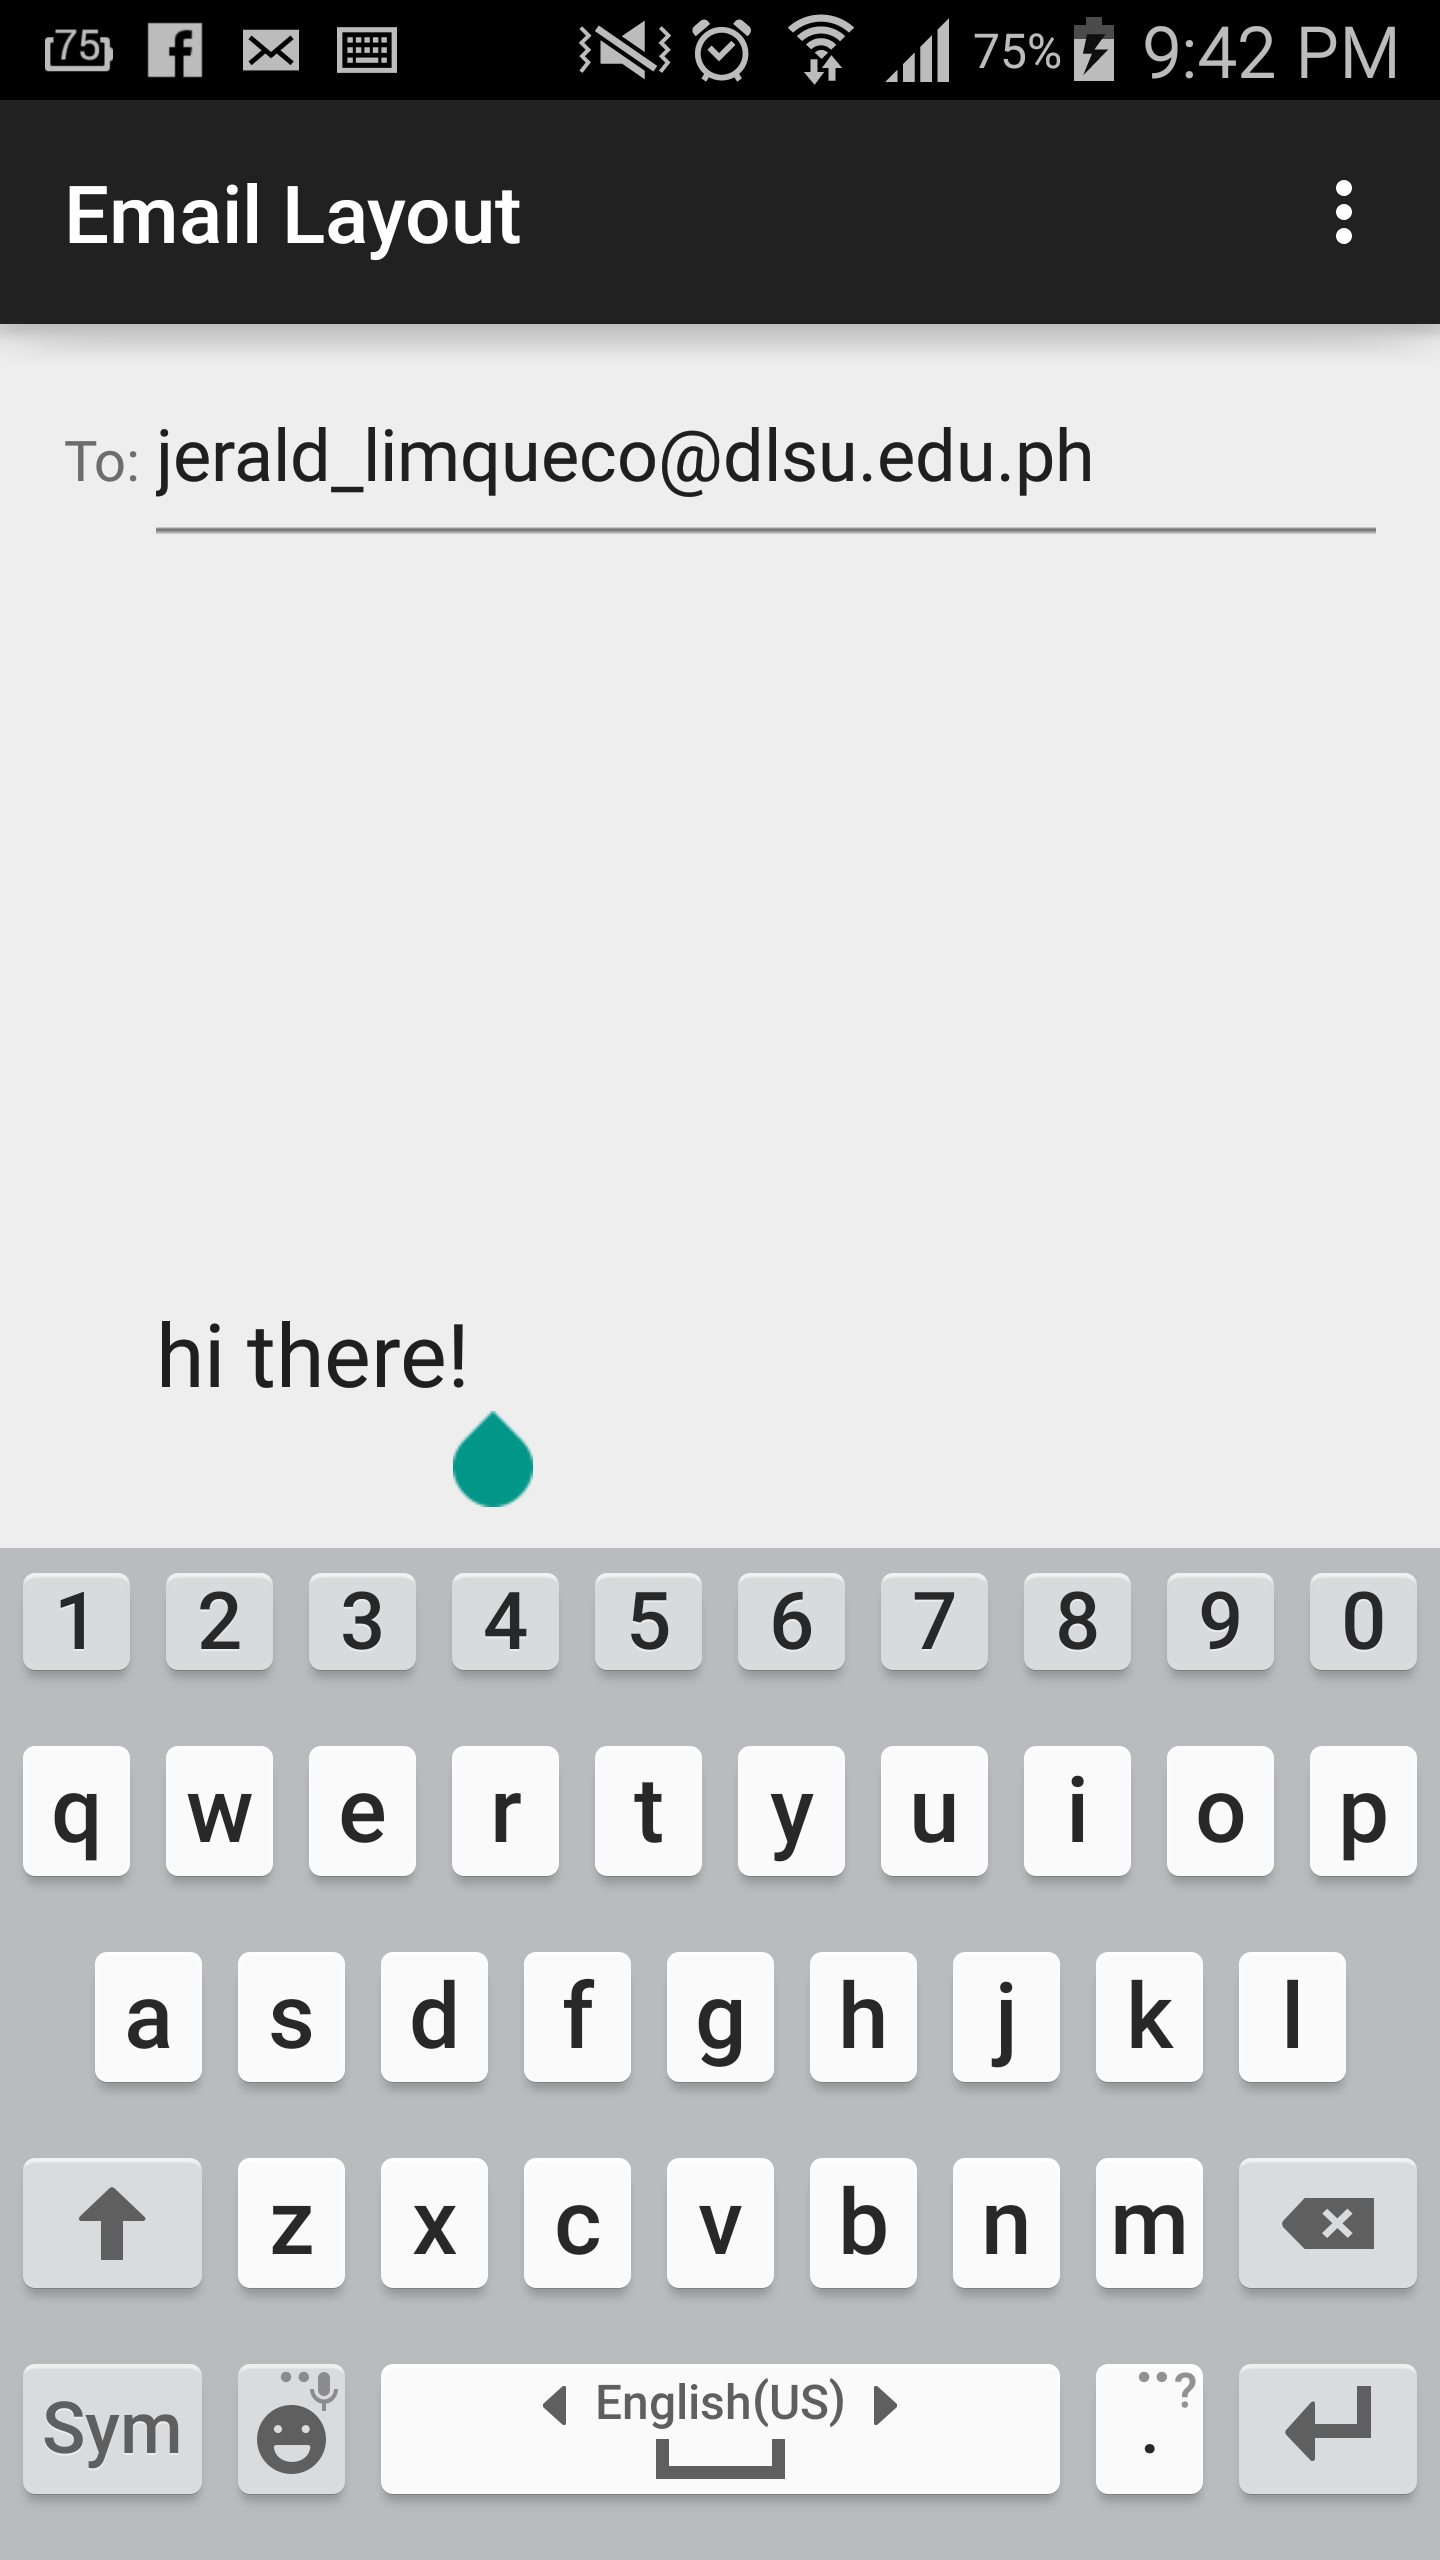 75 75% 9:42 PM
Email Layout
To: jerald_limqueco@dlsu.edu.ph
hi there!
1 2 3 4 5 6 7 8 9 0
q w e r t y u i o p
a s d f g h j k l
z x c v b n m
Sym English(US) . ?